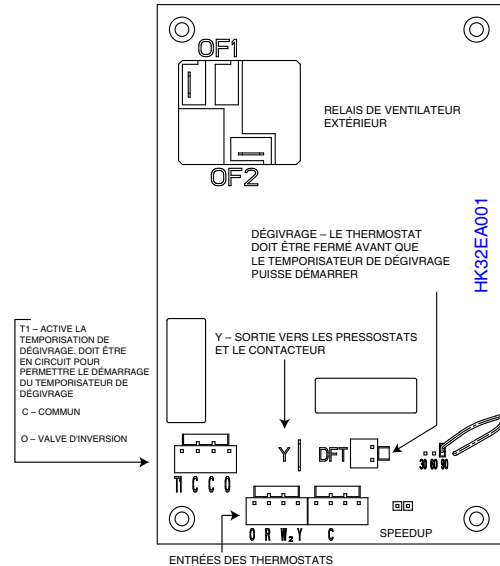 OF1
RELAIS DE VENTILATEUR
EXTÉRIEUR
OF2
HK32EA001
DÉGIVRAGE – LE THERMOSTAT
DOIT ÊTRE FERMÉ AVANT QUE
LE TEMPORISATEUR DE DÉGIVRAGE
PUISSE DÉMARRER
T1 – ACTIVE LA
TEMPORISATION DE
DÉGIVRAGE. DOIT ÊTRE
EN CIRCUIT POUR
PERMETTRE LE DÉMARRAGE
DU TEMPORISATEUR DE
DÉGIVRAGE
C – COMMUN
O – VALVE D'INVERSION
Y – SORTIE VERS LES PRESSOSTATS
ET LE CONTACTEUR
Y
DFT
30 60 90
T1 C C O
O R W₂ Y C
SPEEDUP
ENTRÉES DES THERMOSTATS